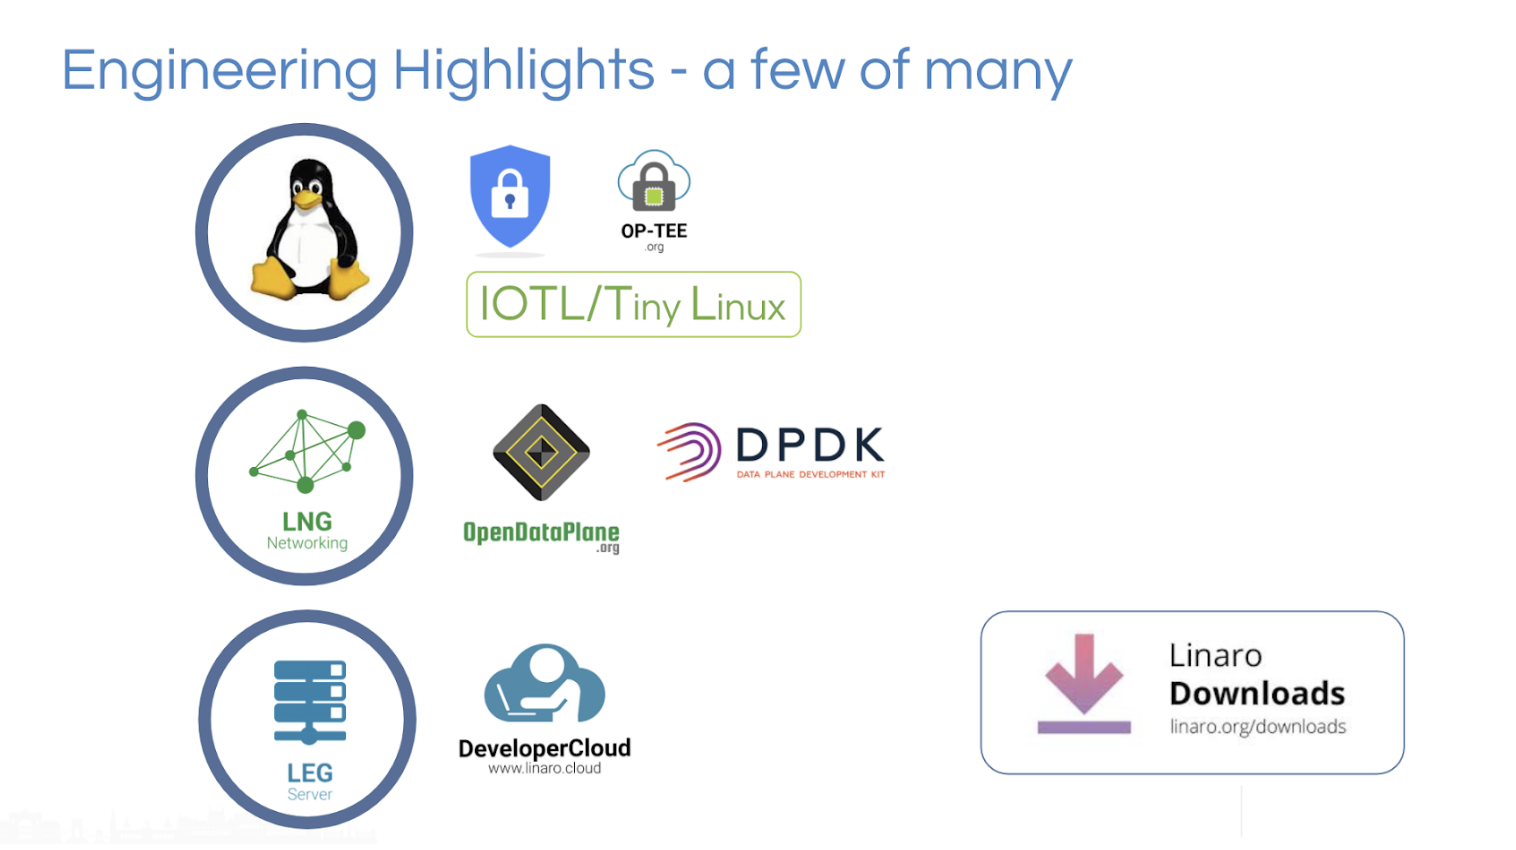 Engineering Highlights - a few of many
OP-TEE
.org
IOTL/Tiny Linux
LNG
Networking
OpenDataPlane
.org
DPDK
DATA PLANE DEVELOPMENT KIT
LEG
Server
DeveloperCloud
www.linaro.cloud
Linaro
Downloads
linaro.org/downloads